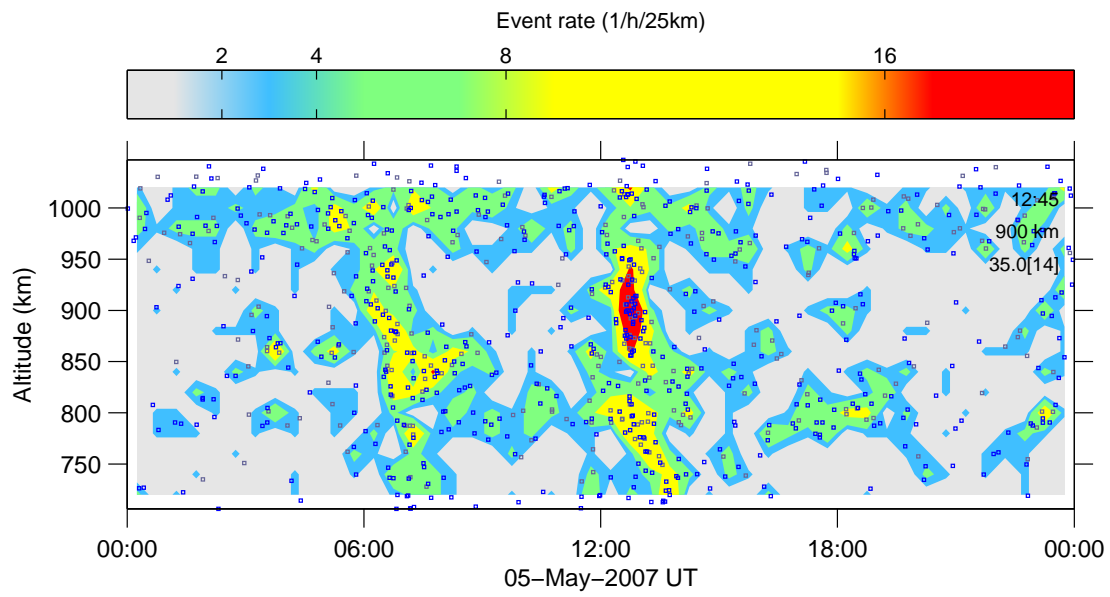 Event rate (1/h/25km)
2 4 8 16
1000
950
900
850
800
750
Altitude (km)
12:45
900 km
35.0[14]
00:00 06:00 12:00 18:00 00:00
05−May−2007 UT